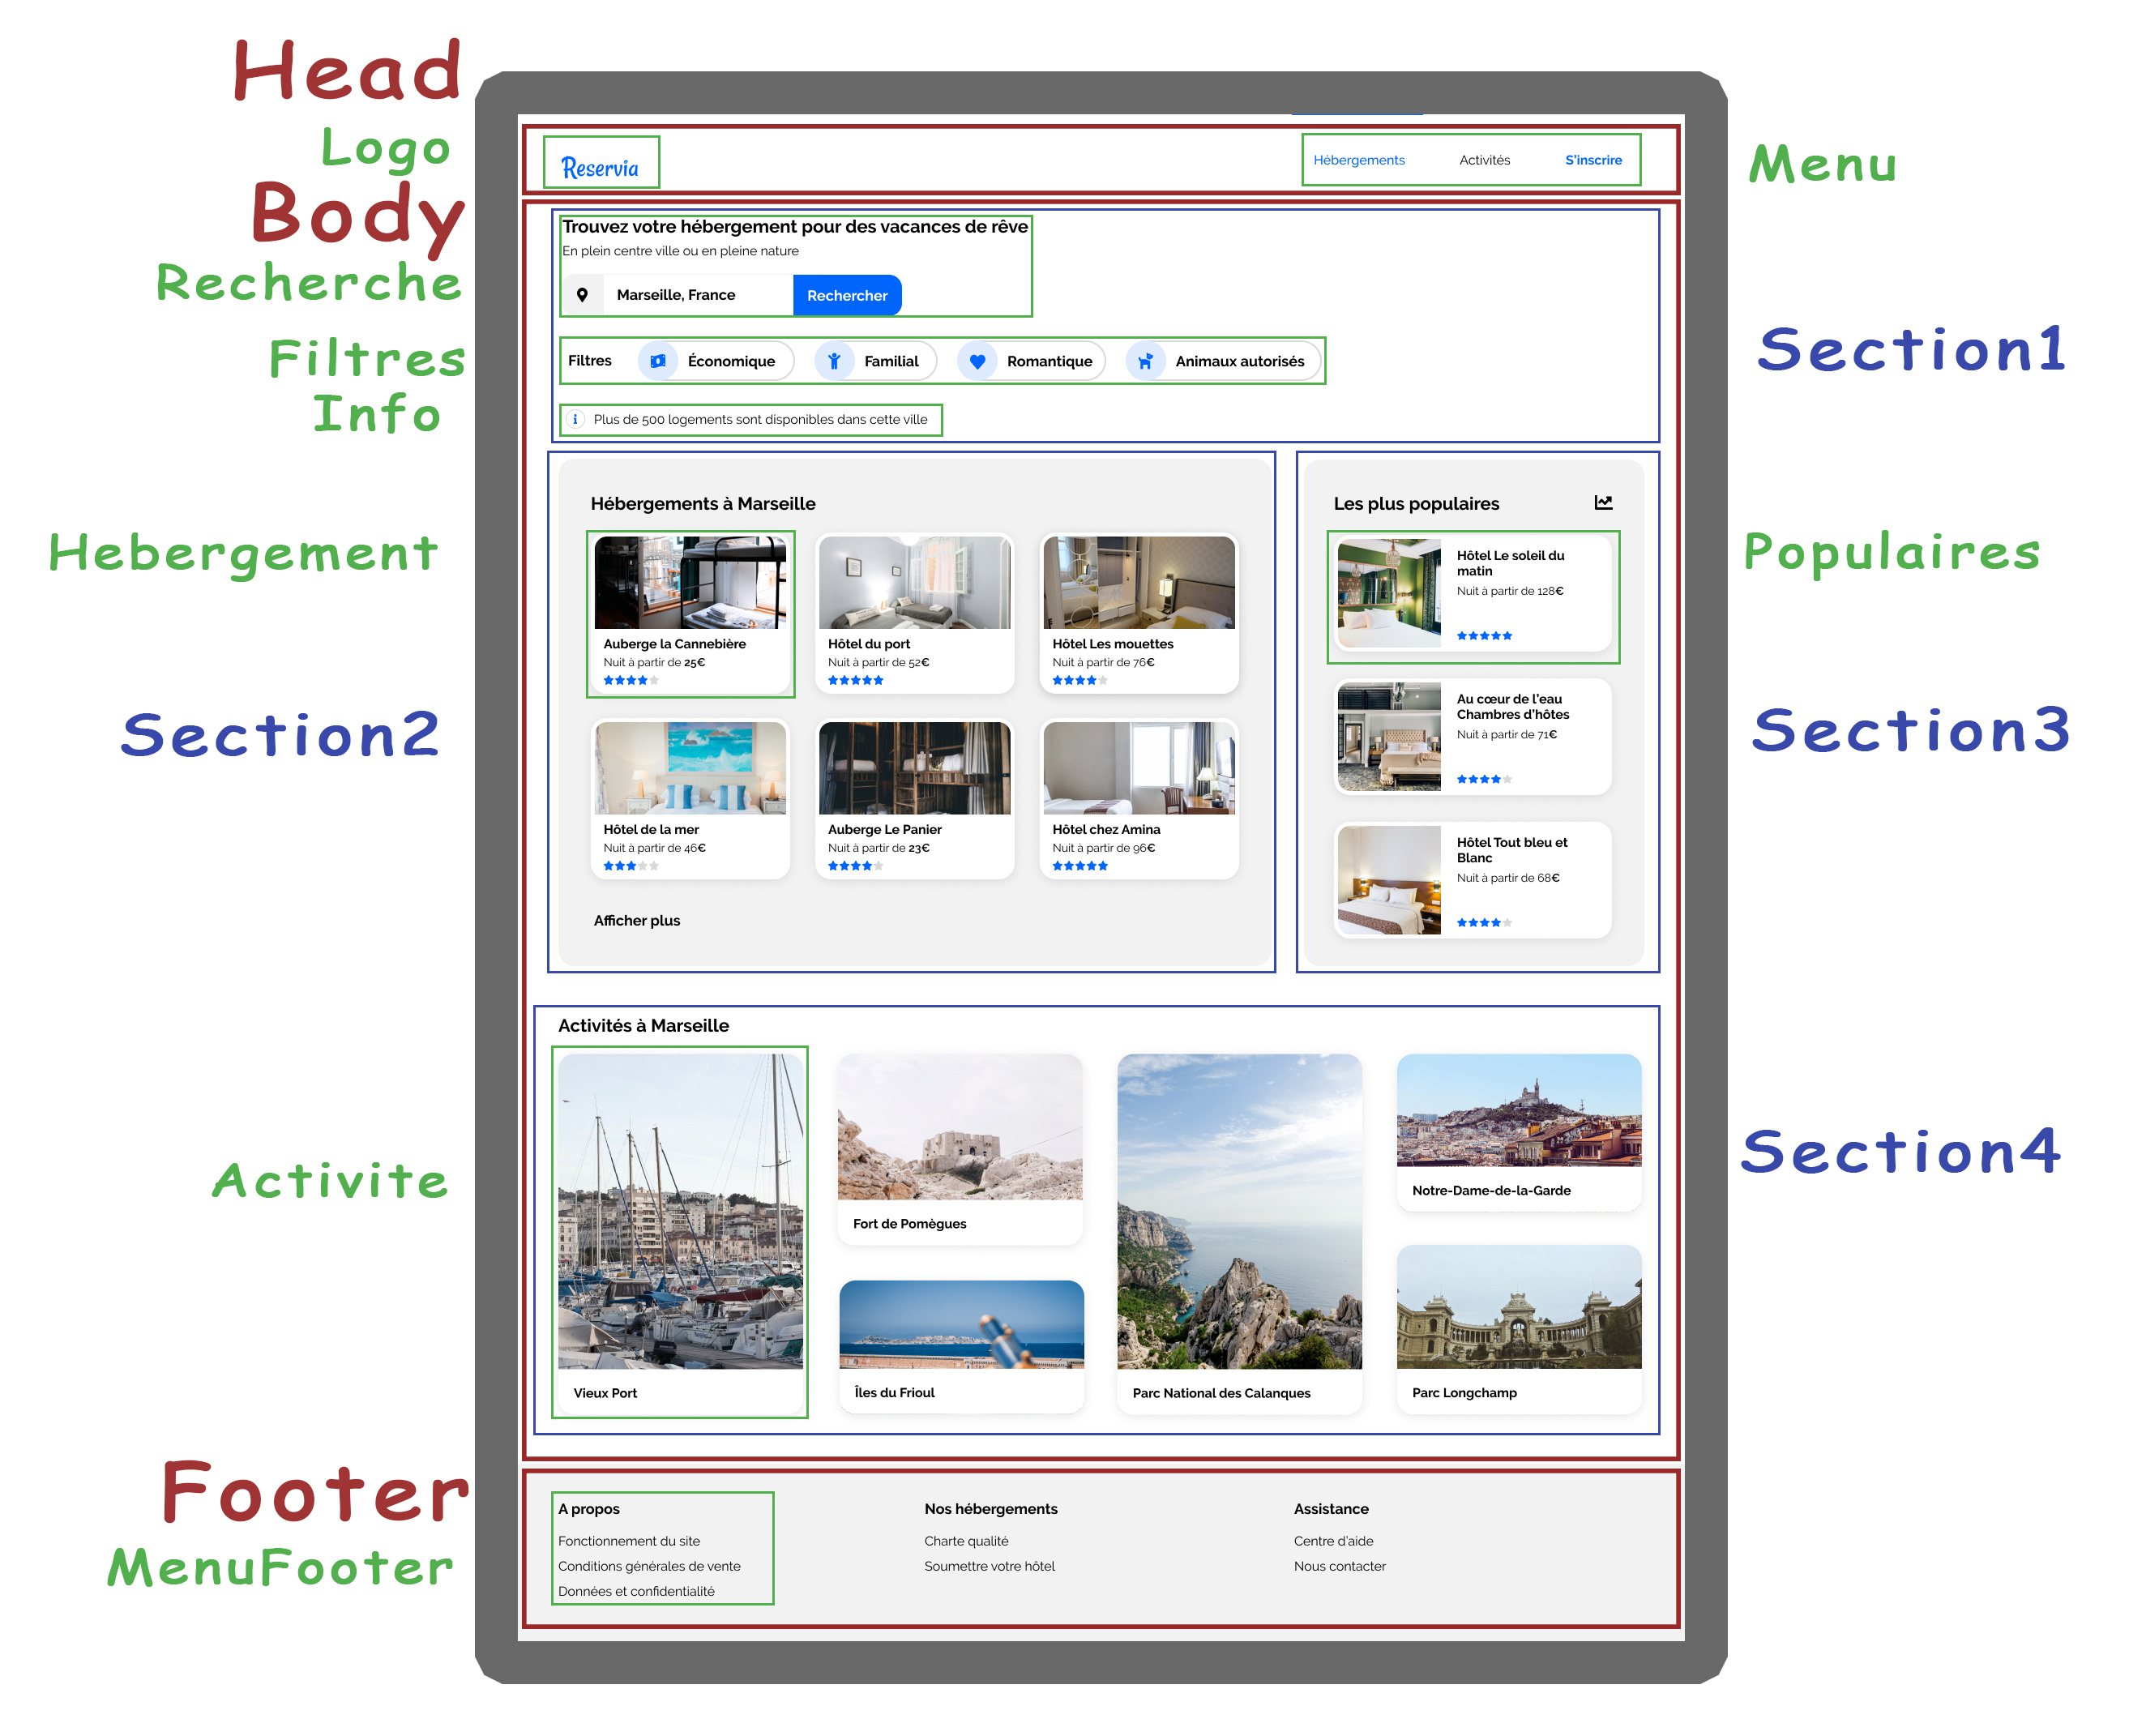 Head
Logo
Reservia
Hébergements Activités S'inscrire
Menu
Body
Recherche
Trouvez votre hébergement pour des vacances de rêve
En plein centre ville ou en pleine nature
Marseille, France Rechercher
Section1
Filtres
Filtres Économique Familial Romantique Animaux autorisés
Info
Plus de 500 logements sont disponibles dans cette ville
Hebergement
Section2
Hébergements à Marseille
Auberge la Cannebière
Nuit à partir de 25€
Hôtel du port
Nuit à partir de 52€
Hôtel Les mouettes
Nuit à partir de 76€
Hôtel de la mer
Nuit à partir de 46€
Auberge Le Panier
Nuit à partir de 23€
Hôtel chez Amina
Nuit à partir de 96€
Afficher plus
Les plus populaires
Hôtel Le soleil du
matin
Nuit à partir de 128€
Au cœur de l'eau
Chambres d'hôtes
Nuit à partir de 71€
Hôtel Tout bleu et
Blanc
Nuit à partir de 68€
Populaires
Section3
Activite
Activités à Marseille
Vieux Port
Fort de Pomègues
Îles du Frioul
Parc National des Calanques
Notre-Dame-de-la-Garde
Parc Longchamp
Section4
Footer
MenuFooter
A propos
Fonctionnement du site
Conditions générales de vente
Données et confidentialité
Nos hébergements
Charte qualité
Soumettre votre hôtel
Assistance
Centre d'aide
Nous contacter